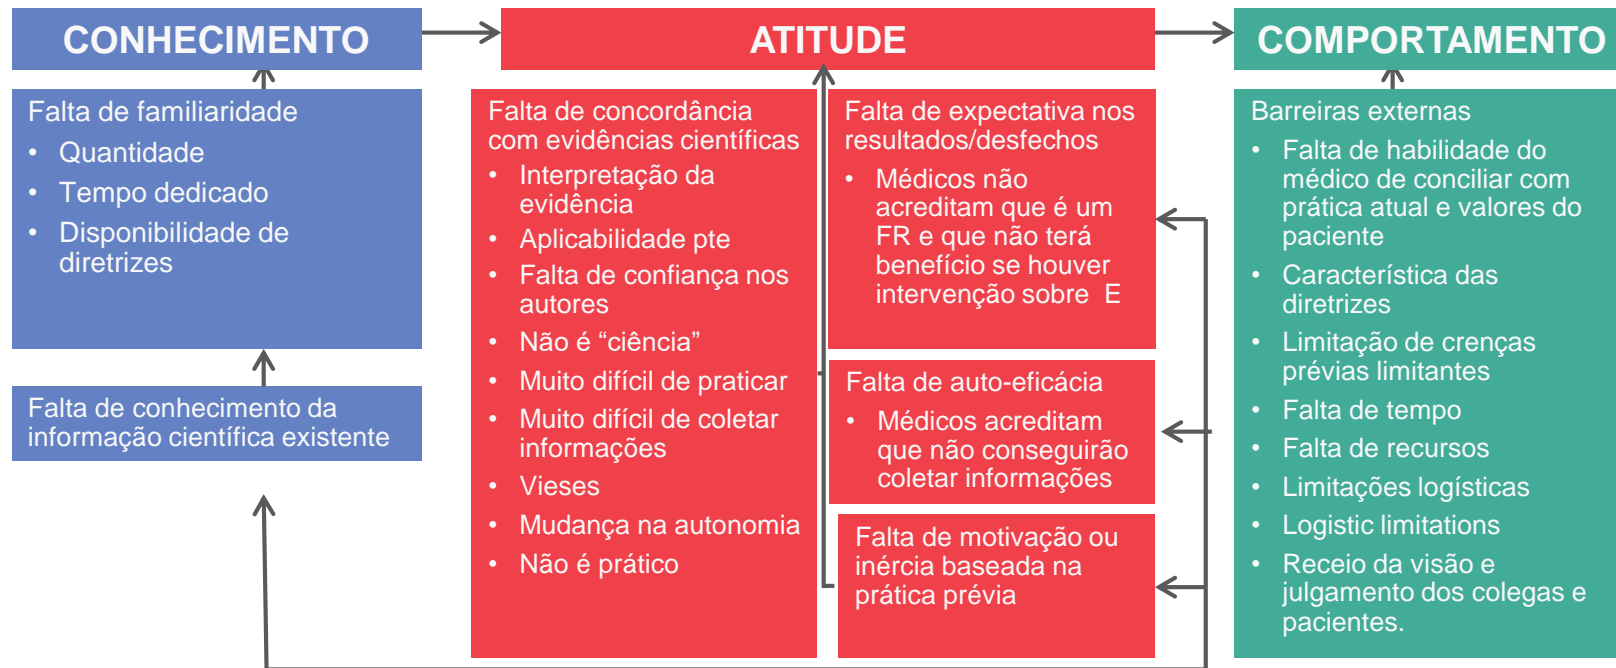 CONHECIMENTO
ATITUDE
COMPORTAMENTO
Falta de familiaridade
• Quantidade
• Tempo dedicado
• Disponibilidade de
diretrizes
Falta de conhecimento da
informação científica existente
Falta de concordância
com evidências científicas
• Interpretação da
evidência
• Aplicabilidade pte
• Falta de confiança nos
autores
• Não é “ciência”
• Muito difícil de praticar
• Muito difícil de coletar
informações
• Vieses
• Mudança na autonomia
• Não é prático
Falta de expectativa nos
resultados/desfechos
• Médicos não
acreditam que é um
FR e que não terá
benefício se houver
intervenção sobre E
Falta de auto-eficácia
• Médicos acreditam
que não conseguirão
coletar informações
Falta de motivação ou
inércia baseada na
prática prévia
Barreiras externas
• Falta de habilidade do
médico de conciliar com
prática atual e valores do
paciente
• Característica das
diretrizes
• Limitação de crenças
prévias limitantes
• Falta de tempo
• Falta de recursos
• Limitações logísticas
• Logistic limitations
• Receio da visão e
julgamento dos colegas e
pacientes.